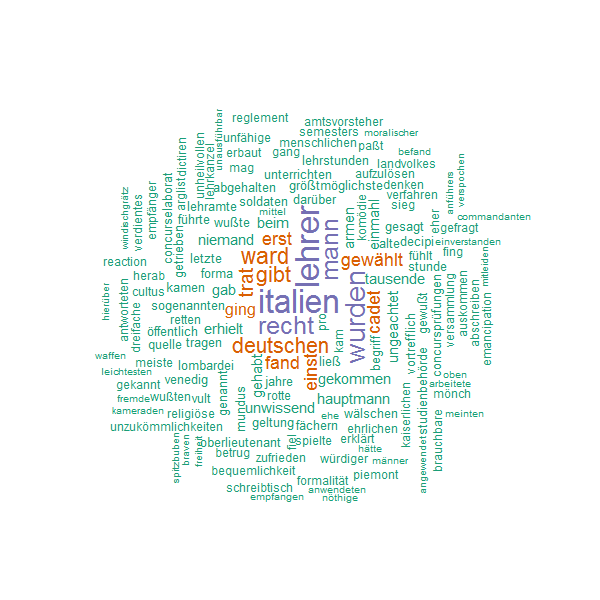 reglement
amtsvorsteher
semesters
moralischer
unausführbar
unfähige
menschlichen
paßt
befand
erbaut
gang
lehrstunden
landvolkes
dictiren
lehrkanzel
unheilvollen
mag
unterrichten
aufzulösen
arglist
abgehalten
größtmöglichste
denken
anführers
concurselaborat
lehramte
soldaten
darüber
verfahren
empfänger
verdientes
windischgrätz
führte
wußte
mittel
sieg
eher
commandanten
beim
lehrer
mann
armen
komödie
einmahl
gesagt
gefragt
getrieben
niemand
erst
alte
decipi
einverstanden
reaction
letzte
ward
gewählt
fühlt
fing
herab
forma
trat
gibt
tausende
stunde
mitleiden
hierüber
cultus
kamen
gab
italien
wurden
auskommen
versammlung
abschreiben
antworteten
dreifache
sogenannten
ging
cadet
ungeachtet
gewußt
concursprüfungen
emancipation
retten
erhielt
recht
pro
vortrefflich
öffentlich
quelle
tragen
deutschen
kam
begriff
studienbehörde
waffen
meiste
lombardei
fand
ließ
leichtesten
gekannt
venedig
gehabt
jahre
einst
gekommen
oben
arbeitete
fremde
wußten
vult
genannt
rotte
hauptmann
mönch
kameraden
religiöse
mundus
unwissend
ehe
wälschen
kaiserlichen
meinten
unzukömmlichkeiten
geltung
fächern
ehrlichen
oberlieutenant
fiel
spielte
erklärt
brauchbare
spitzbuben
braven
freiheit
betrug
zufrieden
würdiger
hätte
männer
angewendet
bequemlichkeit
formalität
piemont
schreibtisch
anwendeten
empfangen
nöthige